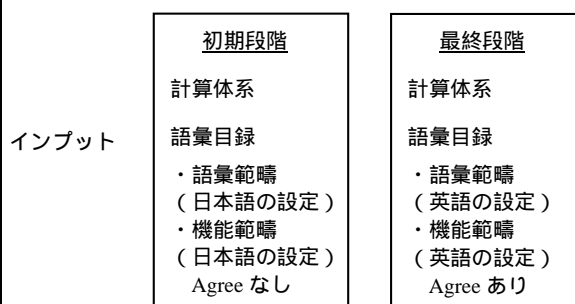 初期段階
計算体系
語彙目録
・語彙範疇
(日本語の設定)
・機能範疇
(日本語の設定)
Agree なし
インプット
最終段階
計算体系
語彙目録
・語彙範疇
(英語の設定)
・機能範疇
(英語の設定)
Agree あり